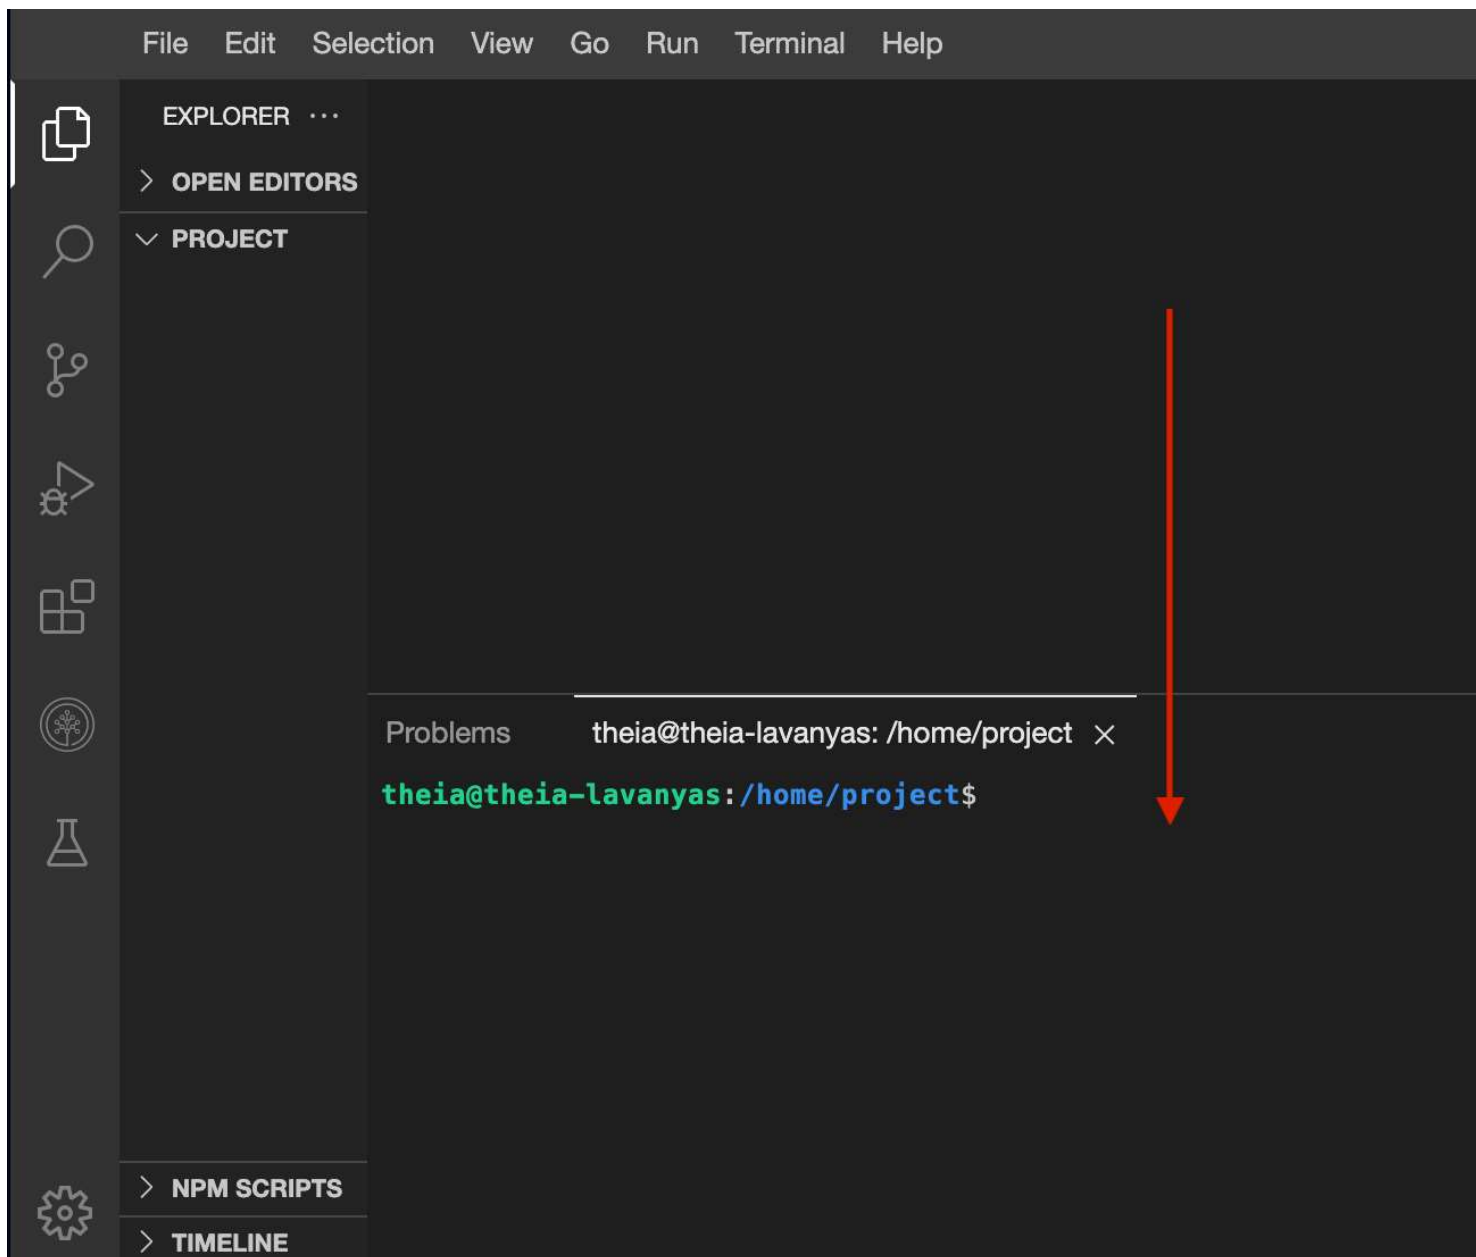 File Edit Selection View Go Run Terminal Help
EXPLORER ...
OPEN EDITORS
PROJECT
Problems theia@theia-lavanyas: /home/project
theia@theia-lavanyas:/home/project$
NPM SCRIPTS
TIMELINE